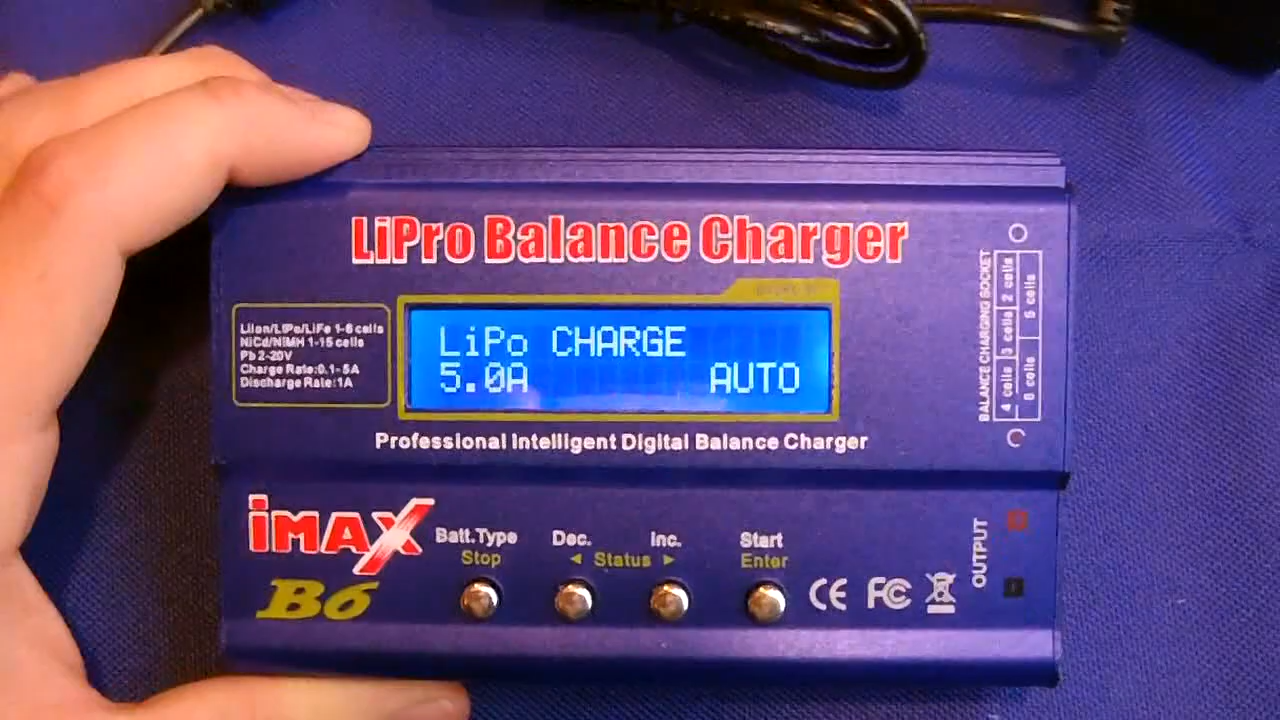 LiPro Balance Charger
LiIon/LiPo/LiFe 1-6 cells
NiCd/NiMH 1-15 cells
Pb 2-20V
Charge Rate:0.1-5A
Discharge Rate:1A
LiPo CHARGE
5.0A AUTO
BALANCE CHARGING SOCKET
4 cells 3 cells 2 cells
6 cells 5 cells
Professional Intelligent Digital Balance Charger
iMAX
B6
Batt.Type
Stop
Dec. Inc.
◄ Status ►
Start
Enter
CE FC
OUTPUT